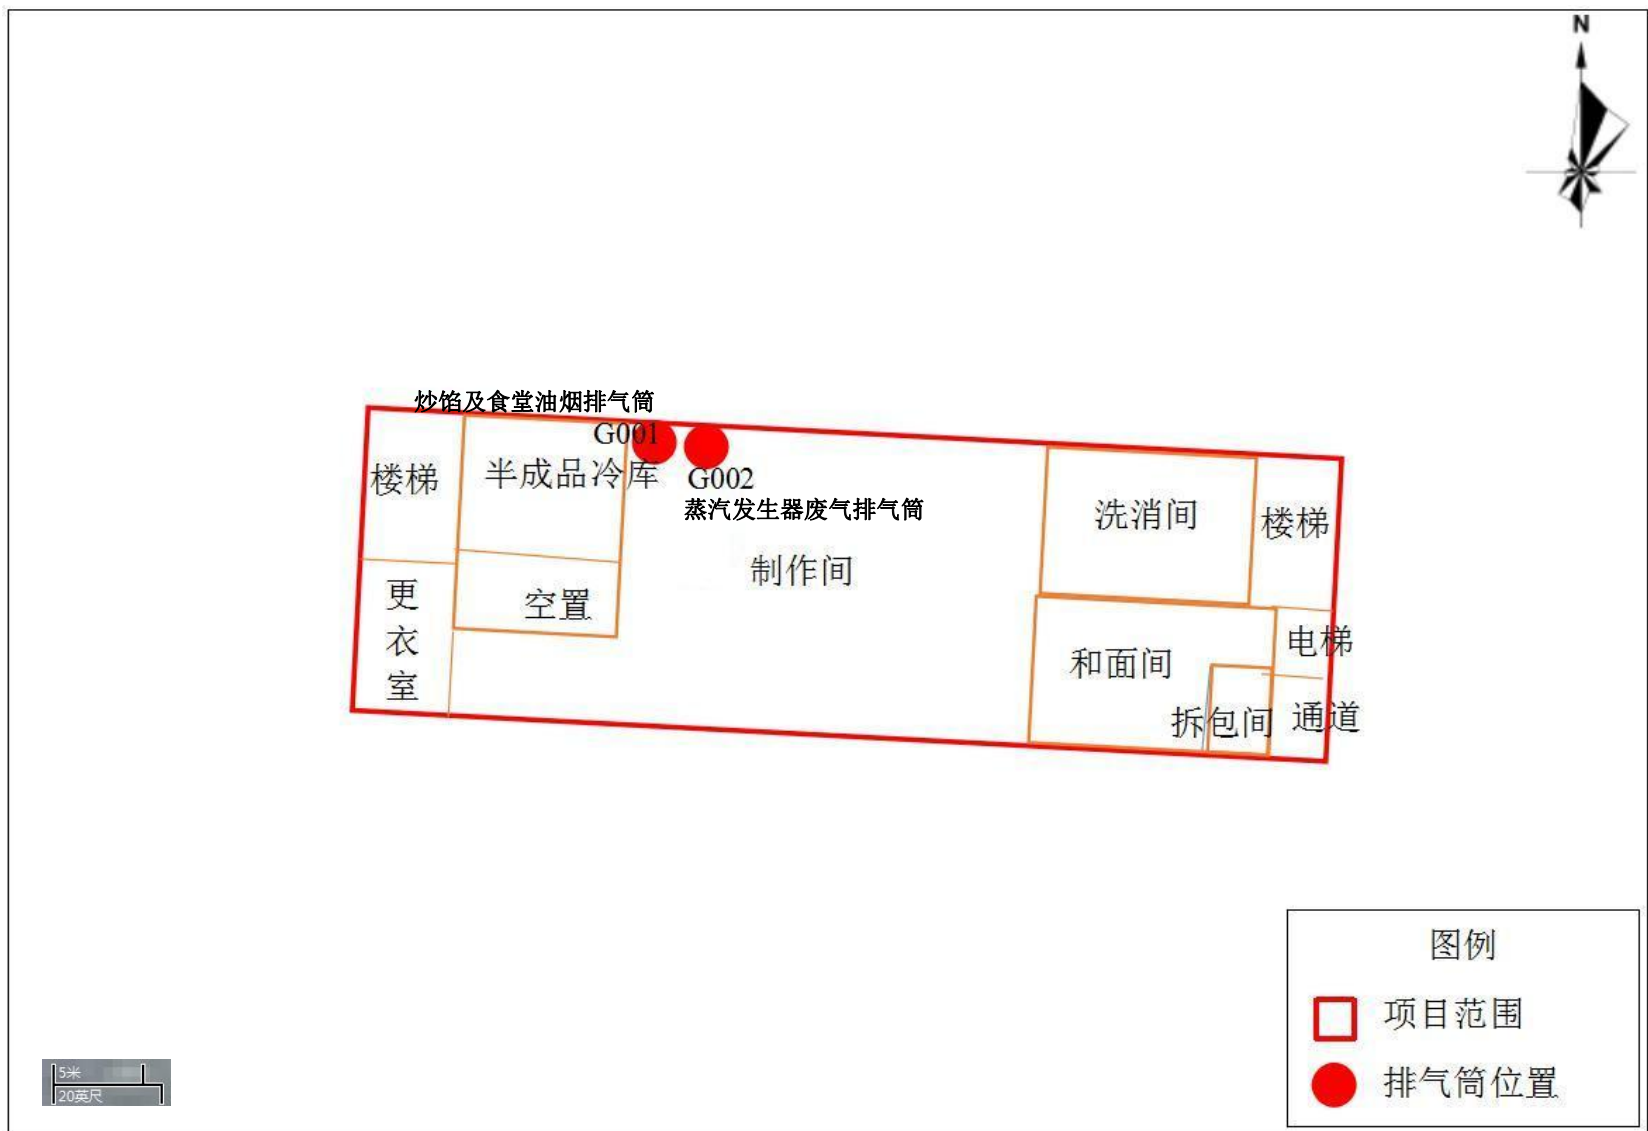 N
炒馅及食堂油烟排气筒
G001
楼梯
半成品冷库
G002
蒸汽发生器废气排气筒
洗消间
楼梯
制作间
更
衣
室
空置
电梯
和面间
拆包间
通道
图例
项目范围
排气筒位置
5米
20英尺